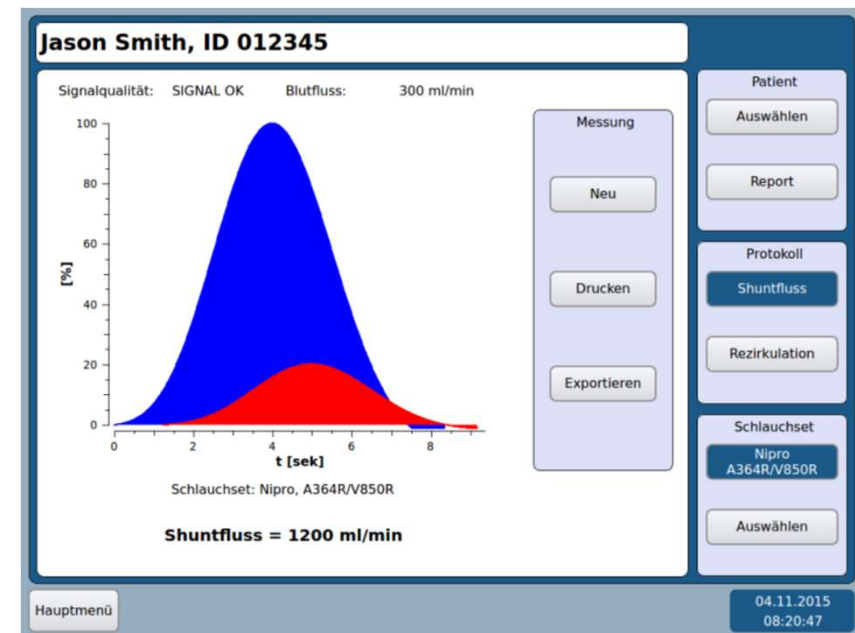 Jason Smith, ID 012345
Signalqualität: SIGNAL OK Blutfluss: 300 ml/min
100
80
60
40
20
0
[%]
0 2 4 6 8
t [sek]
Schlauchset: Nipro, A364R/V850R
Shuntfluss = 1200 ml/min
Messung
Neu
Drucken
Exportieren
Patient
Auswählen
Report
Protokoll
Shuntfluss
Rezirkulation
Schlauchset
Nipro
A364R/V850R
Auswählen
Hauptmenü
04.11.2015
08:20:47